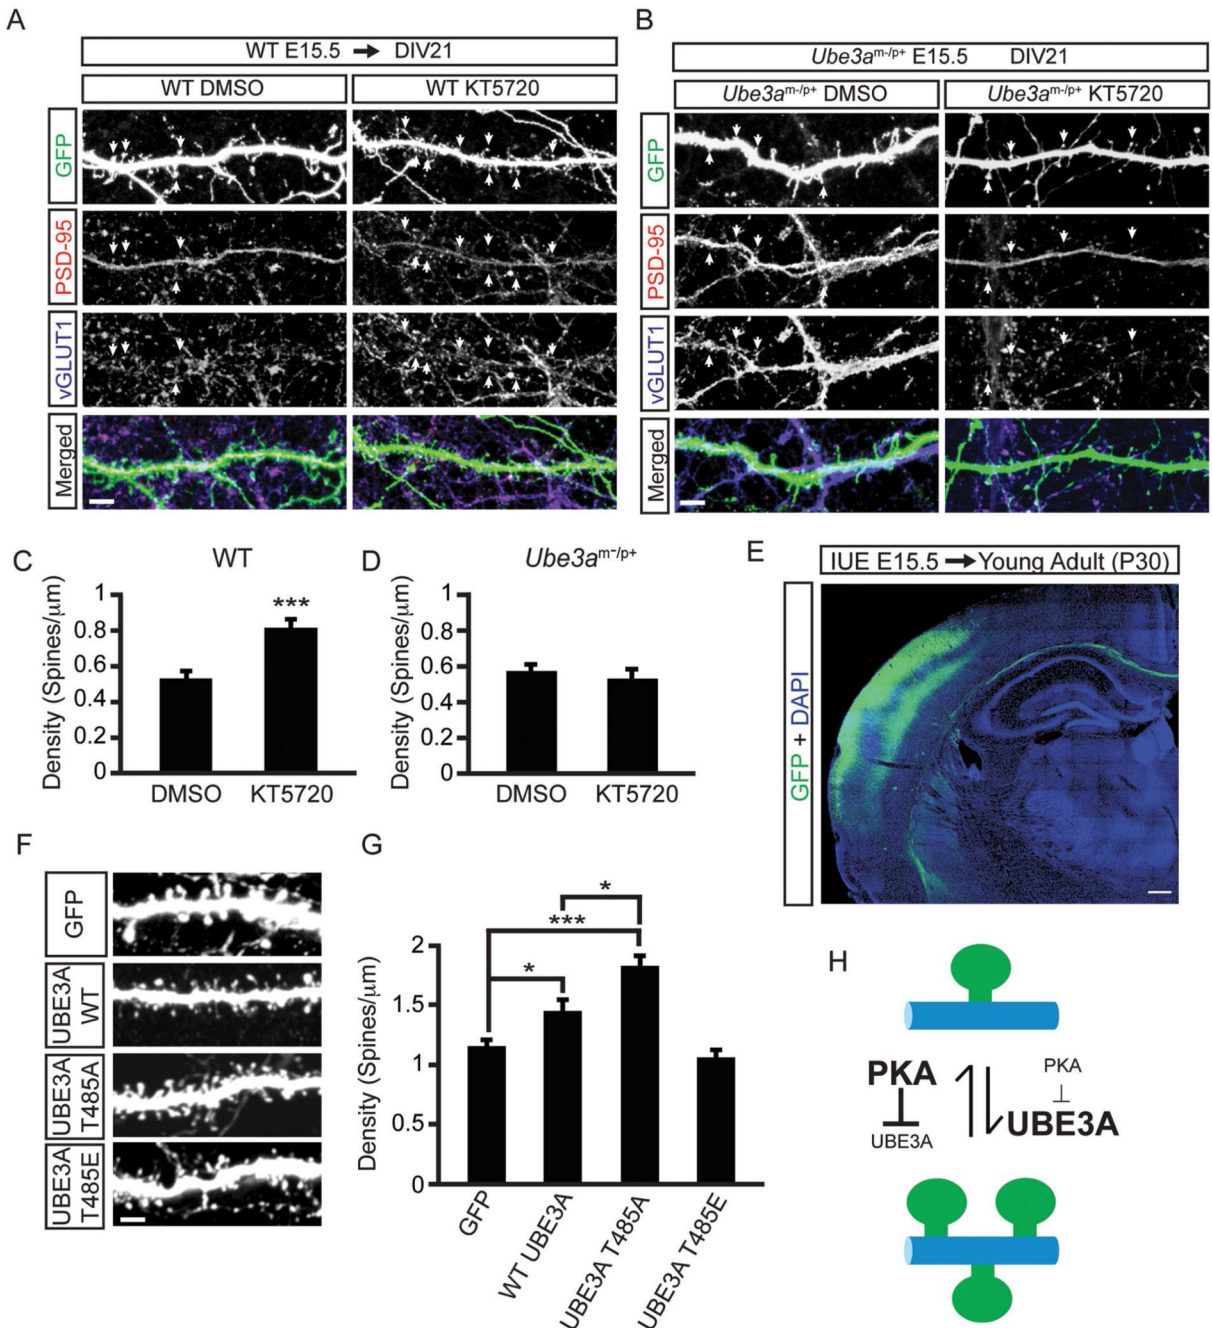 A
WT E15.5 → DIV21
WT DMSO
WT KT5720
GFP
PSD-95
vGLUT1
Merged
B
Ube3a^m-/p+ E15.5 DIV21
Ube3a^m-/p+ DMSO
Ube3a^m-/p+ KT5720
GFP
PSD-95
vGLUT1
Merged
C
WT
Density (Spines/μm)
1
0.8
0.6
0.4
0.2
0
***
DMSO
KT5720
D
Ube3a^m−/p+
Density (Spines/μm)
1
0.8
0.6
0.4
0.2
0
DMSO
KT5720
E
IUE E15.5 → Young Adult (P30)
GFP + DAPI
F
GFP
UBE3A
WT
UBE3A
T485A
UBE3A
T485E
G
Density (Spines/μm)
2
1.5
1
0.5
0
*
***
*
GFP
WT UBE3A
UBE3A T485A
UBE3A T485E
H
PKA
UBE3A
PKA
UBE3A